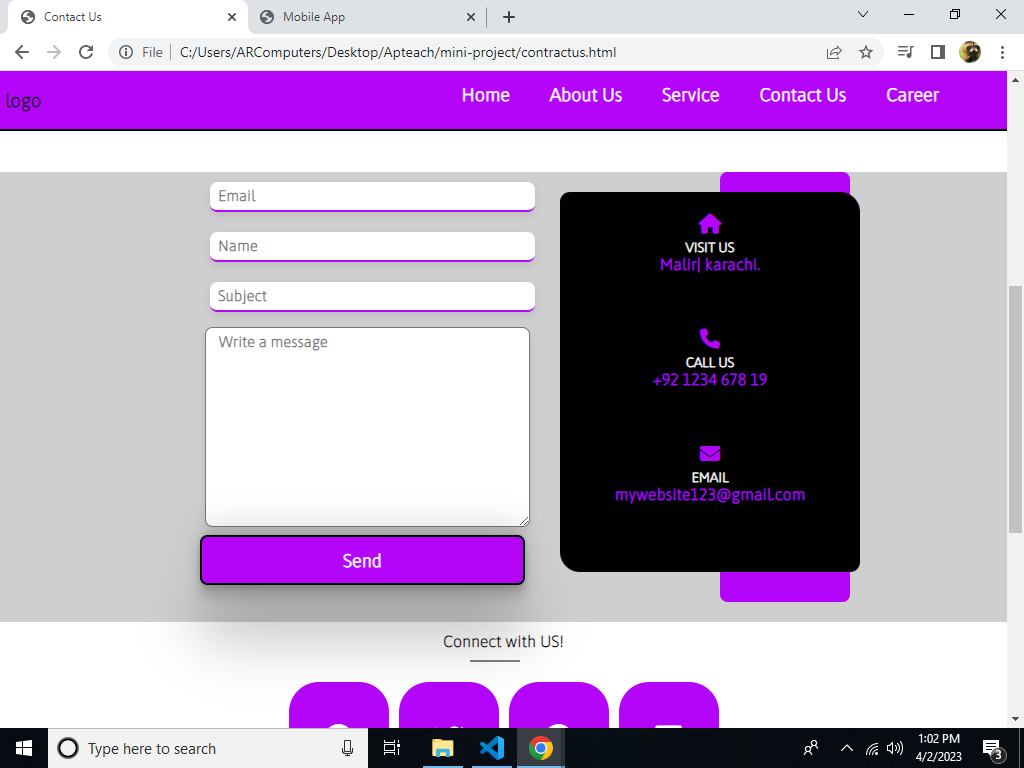 Contact Us
Mobile App
File
C:/Users/ARComputers/Desktop/Apteach/mini-project/contractus.html
logo
Home
About Us
Service
Contact Us
Career
Email
Name
Subject
Write a message
Send
VISIT US
Malir| karachi.
CALL US
+92 1234 678 19
EMAIL
mywebsite123@gmail.com
Connect with US!
Type here to search
1:02 PM
4/2/2023
3